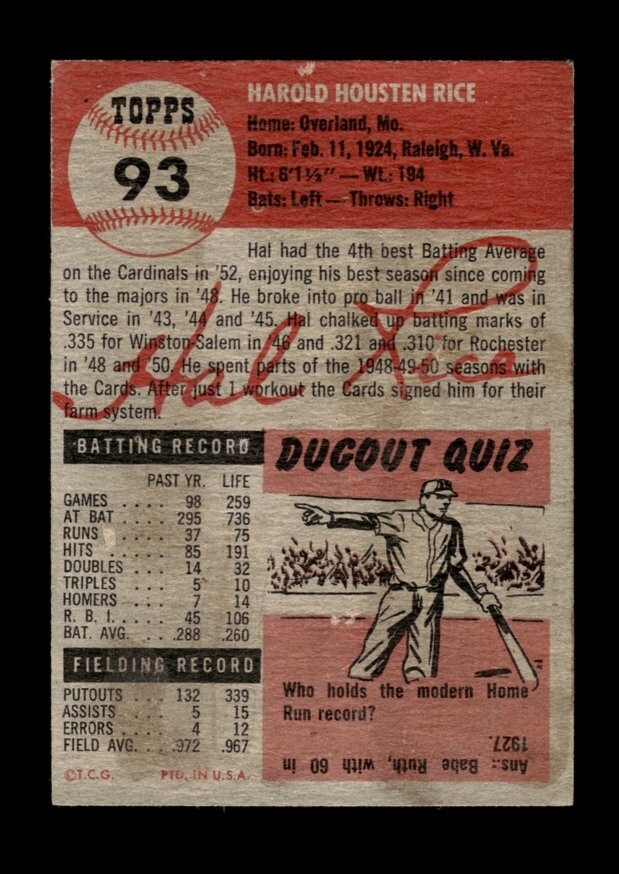 TOPPS
93
HAROLD HOUSTEN RICE
Home: Overland, Mo.
Born: Feb. 11, 1924, Raleigh, W. Va.
Ht.: 6'1½" — Wt.: 194
Bats: Left — Throws: Right
Hal had the 4th best Batting Average
on the Cardinals in '52, enjoying his best season since coming
to the majors in '48. He broke into pro ball in '41 and was in
Service in '43, '44 and '45. Hal chalked up batting marks of
.335 for Winston-Salem in '46 and .321 and .310 for Rochester
in '48 and '50. He spent parts of the 1948-49-50 seasons with
the Cards. After just 1 workout the Cards signed him for their
farm system.
Hal Rice
BATTING RECORD
PAST YR. LIFE
GAMES .... 98 259
AT BAT .... 295 736
RUNS .... 37 75
HITS .... 85 191
DOUBLES ... 14 32
TRIPLES ... 5 10
HOMERS ... 7 14
R. B. I. .... 45 106
BAT. AVG. ... .288 .260
FIELDING RECORD
PUTOUTS ... 132 339
ASSISTS ... 5 15
ERRORS ... 4 12
FIELD AVG. .. .972 .967
©T.C.G. PTD. IN U.S.A.
DUGOUT QUIZ
Who holds the modern Home
Run record?
Ans.: Babe Ruth, with 60 in
1927.